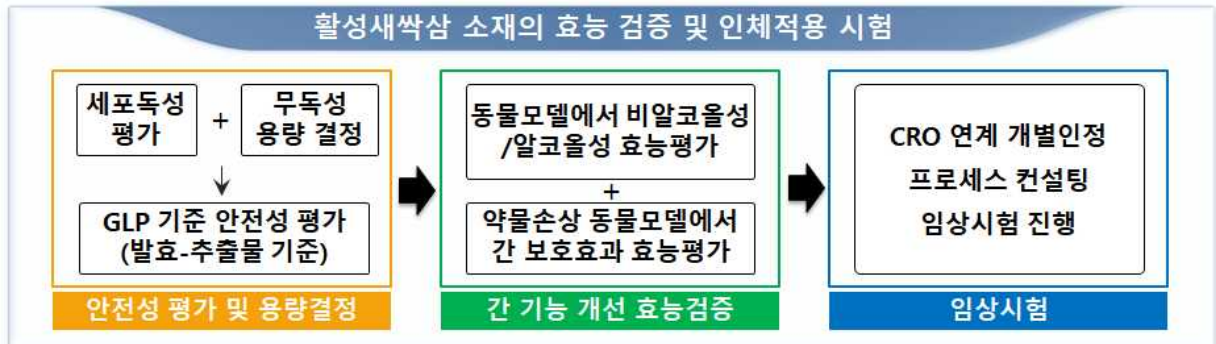 활성새싹삼 소재의 효능 검증 및 인체적용 시험
세포독성
평가
+
무독성
용량 결정
GLP 기준 안전성 평가
(발효-추출물 기준)
안전성 평가 및 용량결정
동물모델에서 비알코올성
/알코올성 효능평가
+
약물손상 동물모델에서
간 보호효과 효능평가
간 기능 개선 효능검증
CRO 연계 개별인정
프로세스 컨설팅
임상시험 진행
임상시험